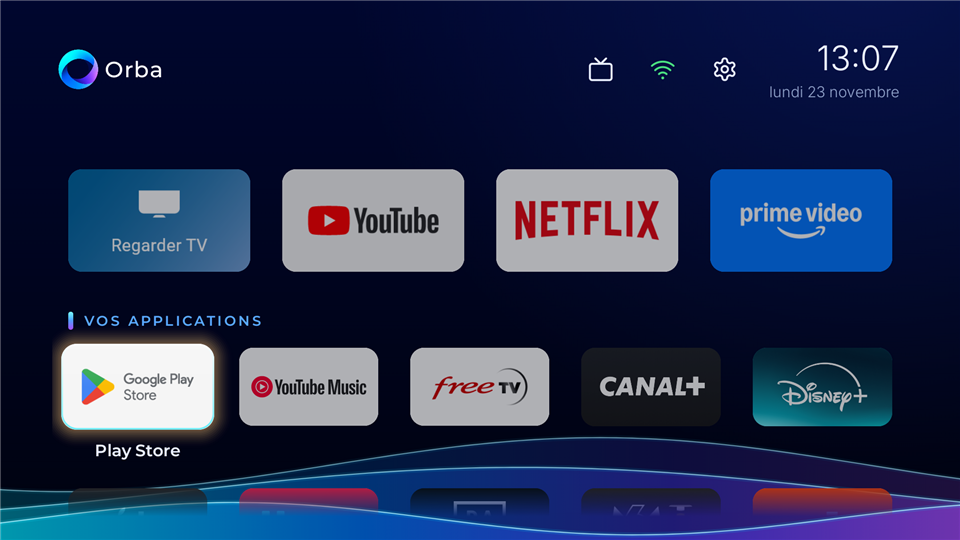 Orba
13:07
lundi 23 novembre
Regarder TV
YouTube
NETFLIX
prime video
VOS APPLICATIONS
Google Play
Store
YouTube Music
free TV
CANAL+
Disney+
Play Store